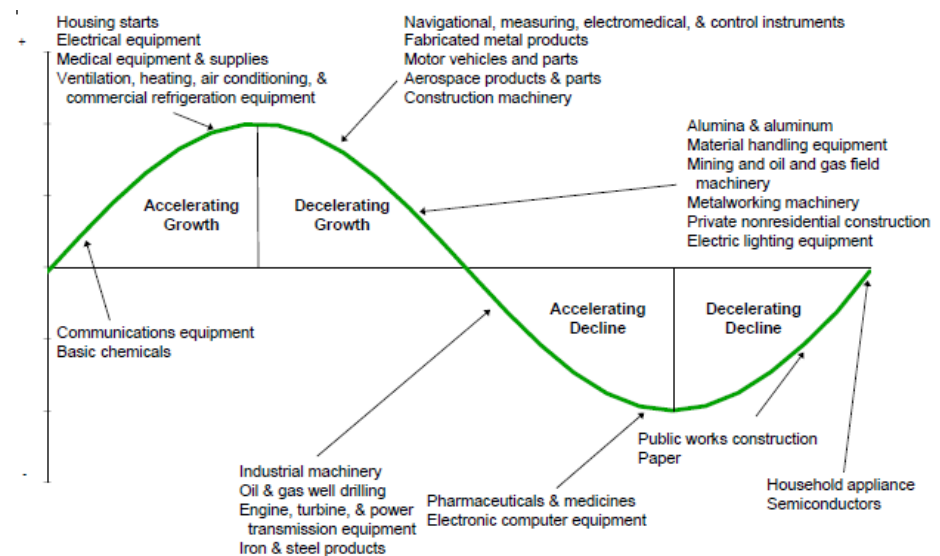 +
Housing starts
Electrical equipment
Medical equipment & supplies
Ventilation, heating, air conditioning, &
commercial refrigeration equipment
Navigational, measuring, electromedical, & control instruments
Fabricated metal products
Motor vehicles and parts
Aerospace products & parts
Construction machinery
Alumina & aluminum
Material handling equipment
Mining and oil and gas field
machinery
Metalworking machinery
Private nonresidential construction
Electric lighting equipment
Accelerating
Growth
Decelerating
Growth
Accelerating
Decline
Decelerating
Decline
Communications equipment
Basic chemicals
Public works construction
Paper
Household appliance
Semiconductors
Industrial machinery
Oil & gas well drilling
Engine, turbine, & power
transmission equipment
Iron & steel products
Pharmaceuticals & medicines
Electronic computer equipment
-